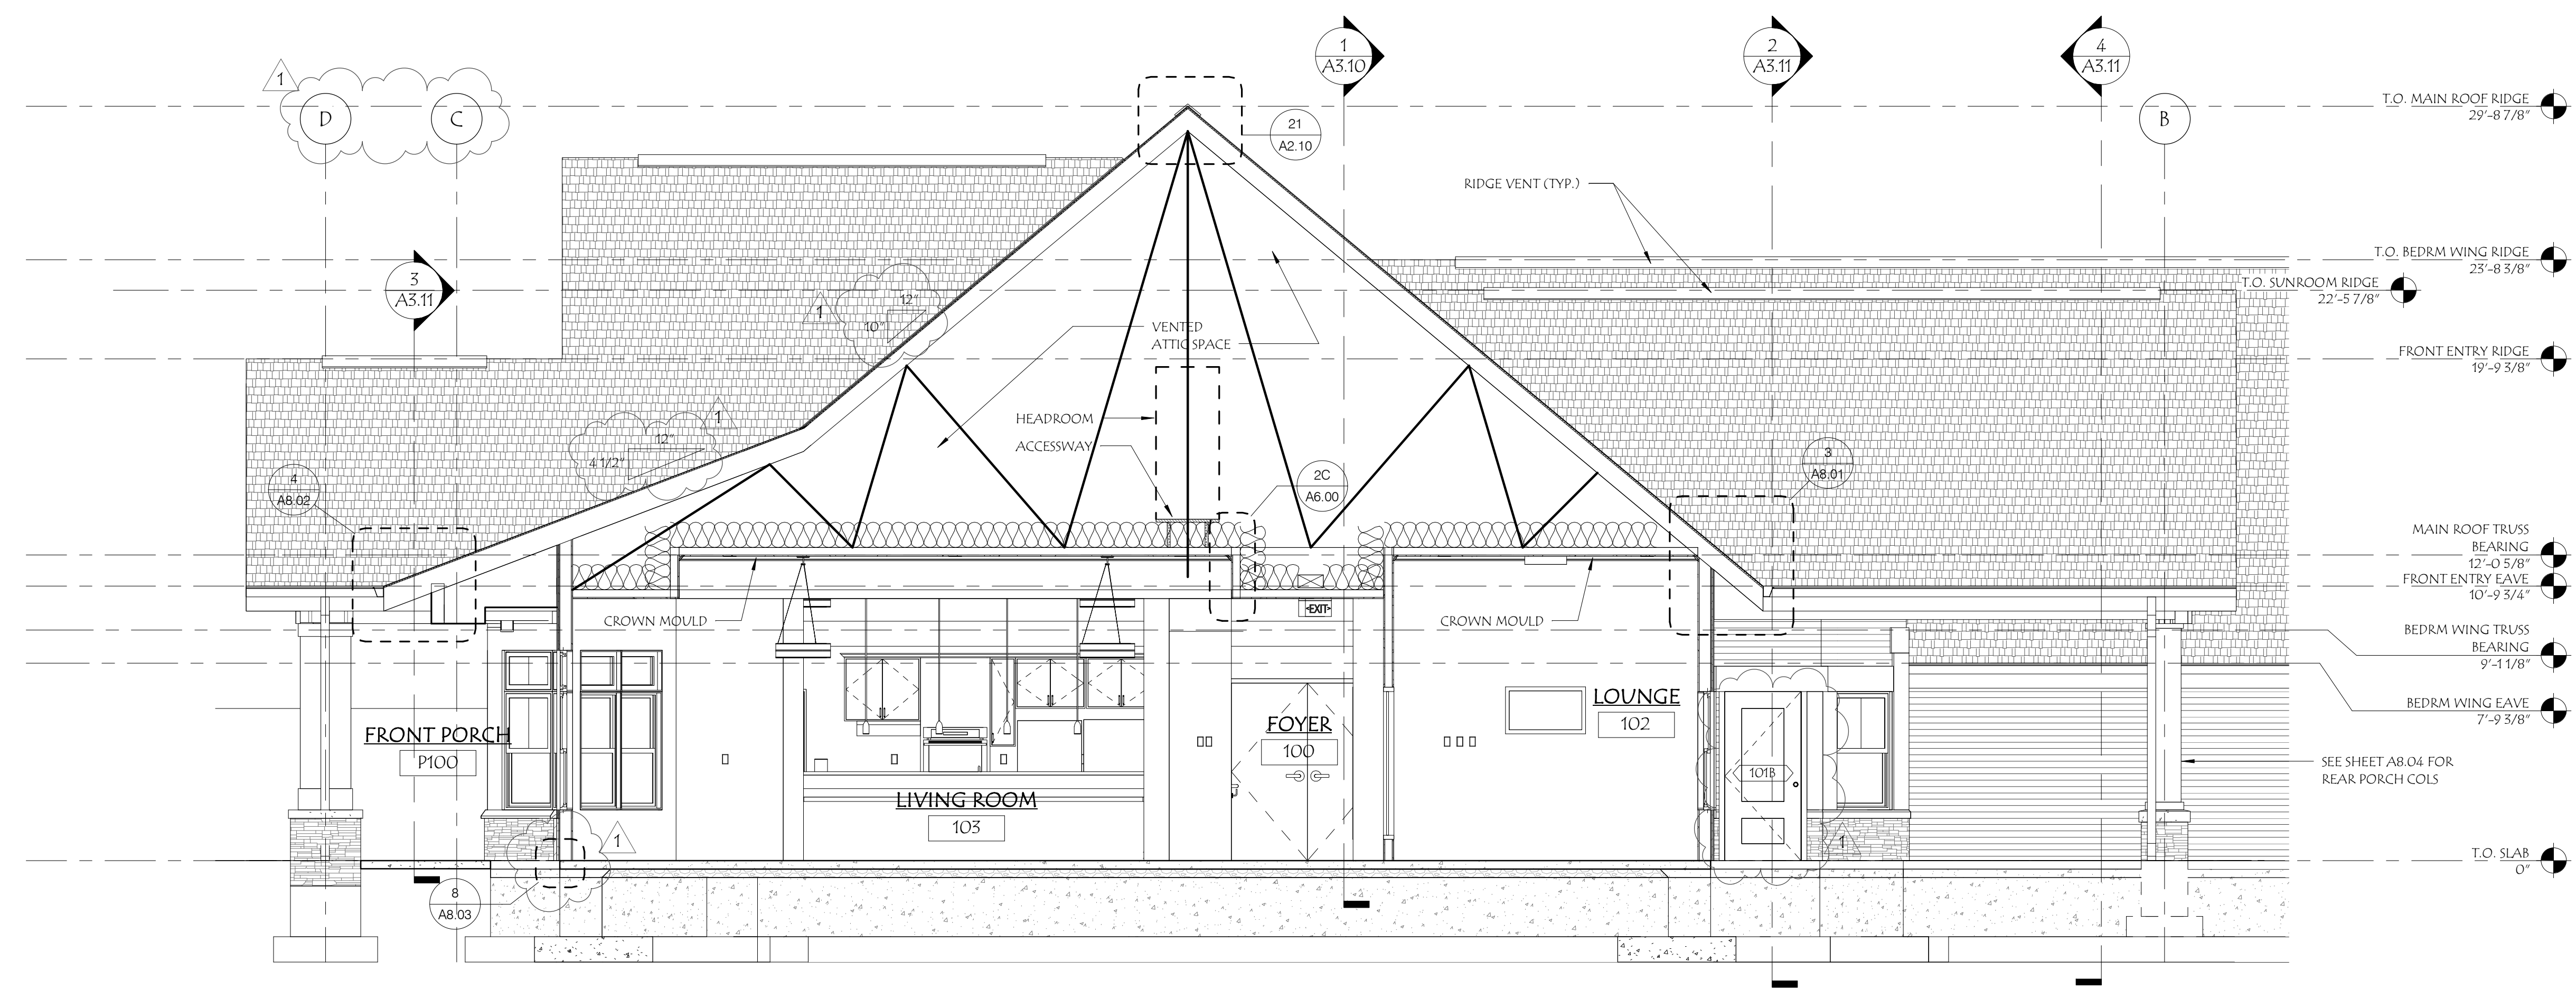 1
A3.10
2
A3.11
4
A3.11
1
D
C
B
T.O. MAIN ROOF RIDGE
29'-8 7/8"
21
A2.10
RIDGE VENT (TYP.)
T.O. BEDRM WING RIDGE
23'-8 3/8"
T.O. SUNROOM RIDGE
22'-5 7/8"
3
A3.11
1
12"
10"
VENTED
ATTIC SPACE
FRONT ENTRY RIDGE
19'-9 3/8"
HEADROOM
ACCESSWAY
1
12"
4 1/2"
4
A8.02
2C
A6.00
3
A8.01
MAIN ROOF TRUSS
BEARING
12'-0 5/8"
FRONT ENTRY EAVE
10'-9 3/4"
EXIT
CROWN MOULD
CROWN MOULD
BEDRM WING TRUSS
BEARING
9'-1 1/8"
BEDRM WING EAVE
7'-9 3/8"
FRONT PORCH
P100
FOYER
100
LOUNGE
102
101B
SEE SHEET A8.04 FOR
REAR PORCH COLS
LIVING ROOM
103
1
1
T.O. SLAB
0"
8
A8.03